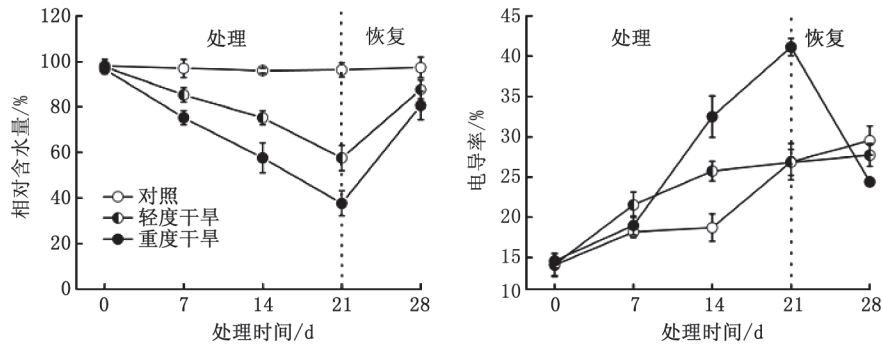 120
100
80
60
40
20
0
相对含水量/%
处理
恢复
对照
轻度干旱
重度干旱
0 7 14 21 28
处理时间/d
45
40
35
30
25
20
15
10
电导率/%
处理
恢复
0 7 14 21 28
处理时间/d